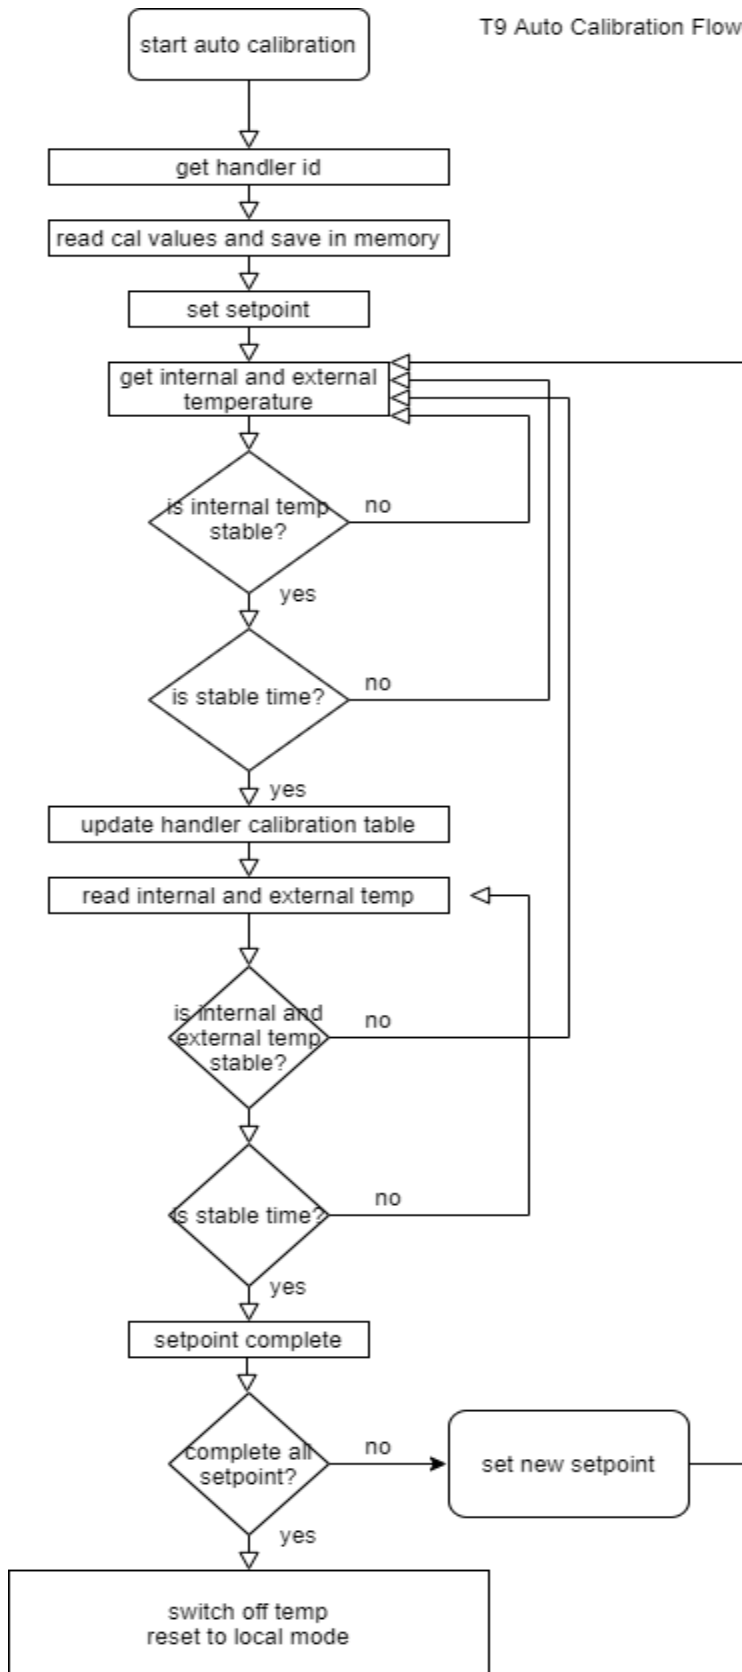 T9 Auto Calibration Flow
start auto calibration
get handler id
read cal values and save in memory
set setpoint
get internal and external
temperature
is internal temp
stable?
no
yes
is stable time?
no
yes
update handler calibration table
read internal and external temp
is internal and
external temp
stable?
no
is stable time?
no
yes
setpoint complete
complete all
setpoint?
no
set new setpoint
yes
switch off temp
reset to local mode